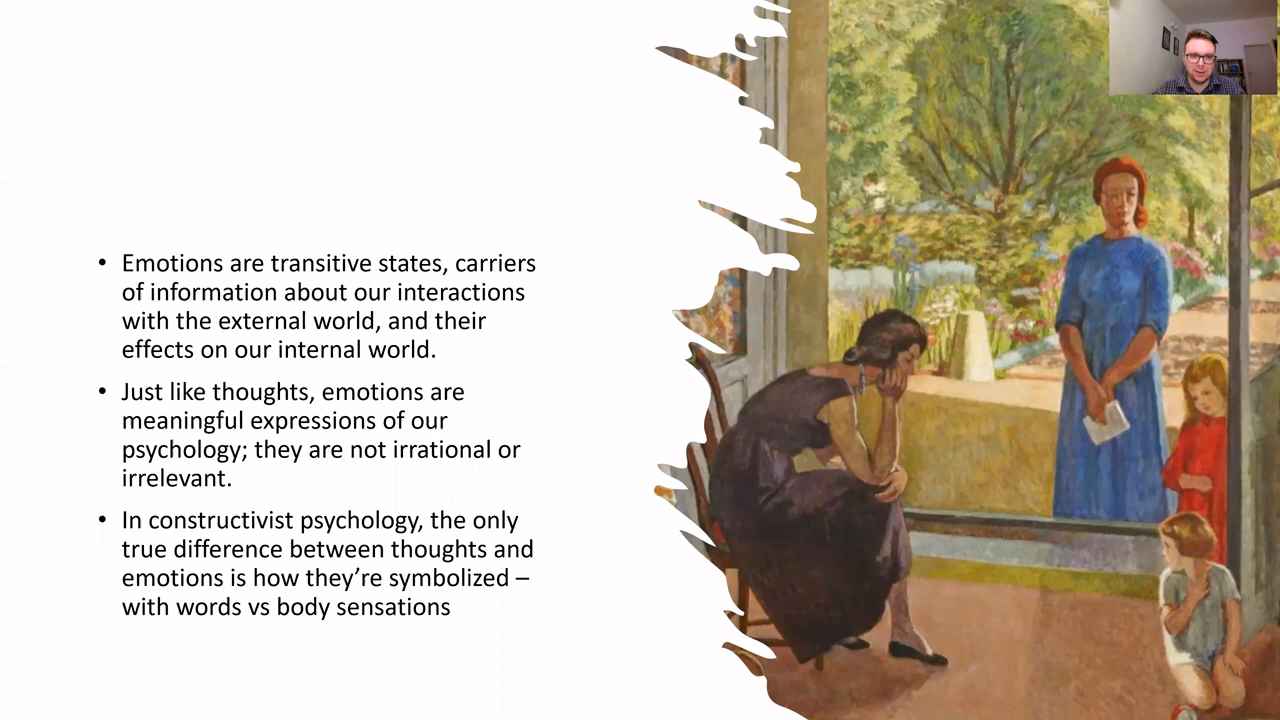 • Emotions are transitive states, carriers
of information about our interactions
with the external world, and their
effects on our internal world.
• Just like thoughts, emotions are
meaningful expressions of our
psychology; they are not irrational or
irrelevant.
• In constructivist psychology, the only
true difference between thoughts and
emotions is how they’re symbolized –
with words vs body sensations